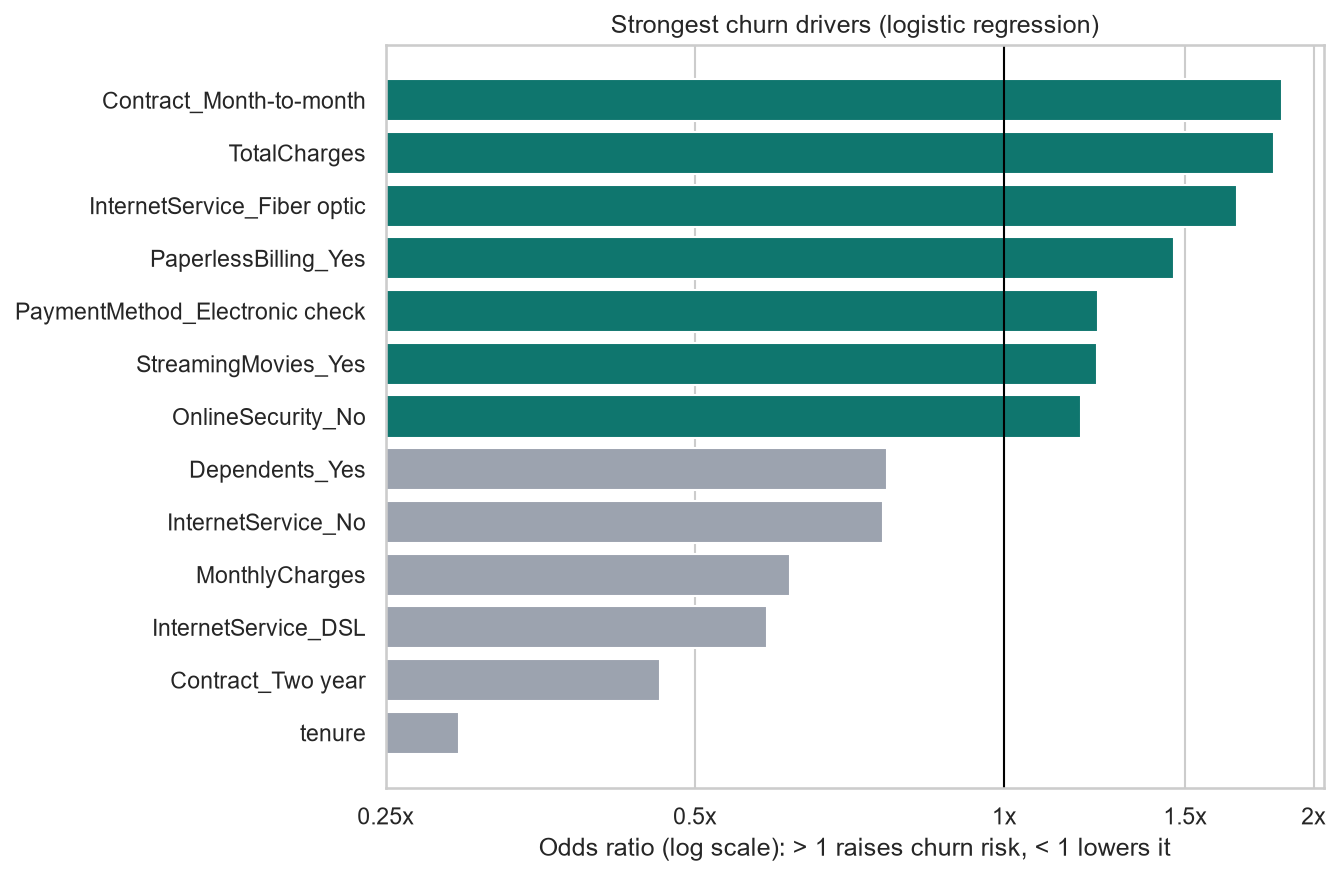 Strongest churn drivers (logistic regression)
Contract_Month-to-month
TotalCharges
InternetService_Fiber optic
PaperlessBilling_Yes
PaymentMethod_Electronic check
StreamingMovies_Yes
OnlineSecurity_No
Dependents_Yes
InternetService_No
MonthlyCharges
InternetService_DSL
Contract_Two year
tenure
0.25x 0.5x 1x 1.5x 2x
Odds ratio (log scale): > 1 raises churn risk, < 1 lowers it